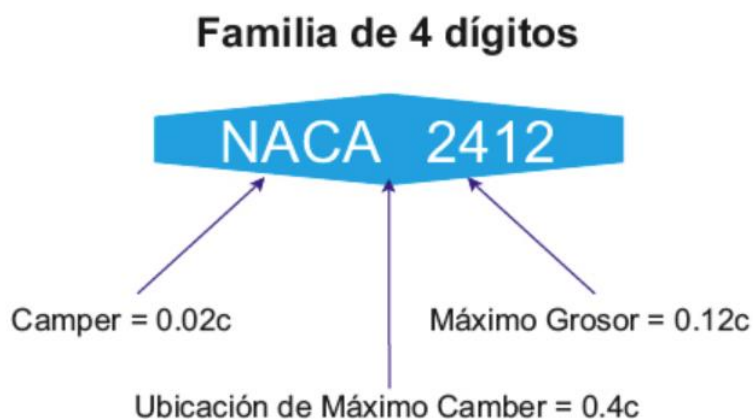 Familia de 4 dígitos
NACA 2412
Camper = 0.02c
Máximo Grosor = 0.12c
Ubicación de Máximo Camber = 0.4c